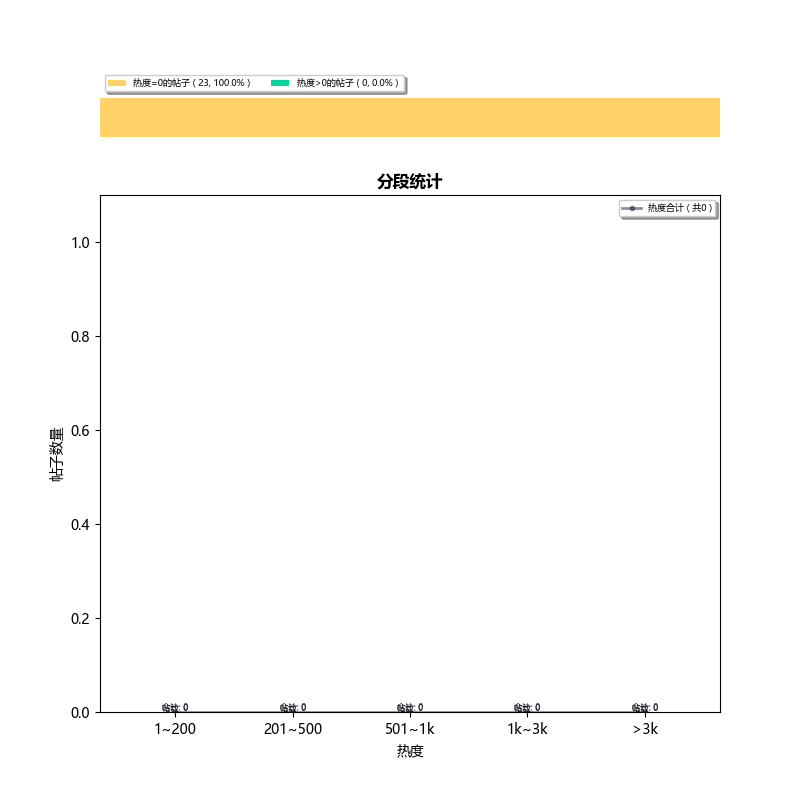 热度=0的帖子 ( 23, 100.0% ) 热度>0的帖子 ( 0, 0.0% )
分段统计
热度合计 ( 共0 )
1.0
0.8
0.6
0.4
0.2
0.0
帖子数量
1~200 201~500 501~1k 1k~3k >3k
热度